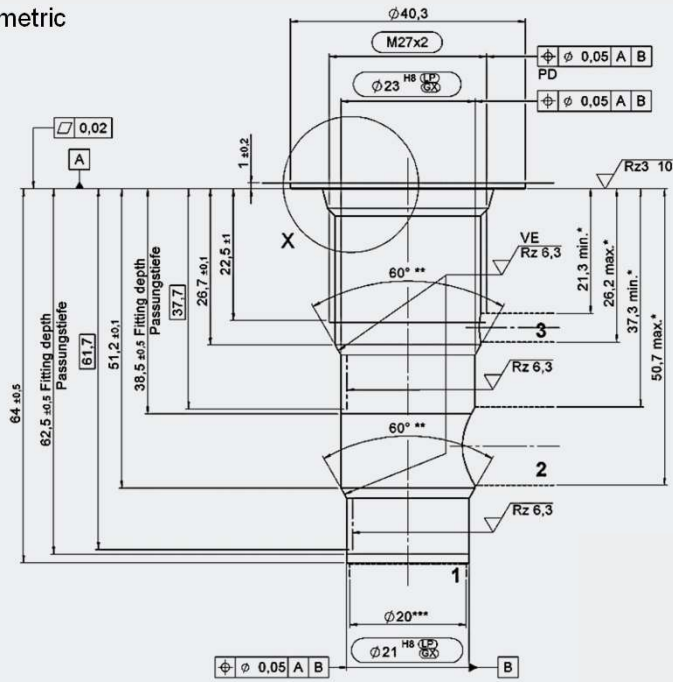 metric
Ø40,3
M27x2
⌖ Ø 0,05 A B
PD
Ø23 H8 LP GX
⌖ Ø 0,05 A B
⏥ 0,02
A
1 ±0,2
Rz3 10
X
VE
Rz 6,3
60° **
22,5 ±1
26,7 ±0,1
37,7
38,5 ±0,5 Fitting depth
Passungstiefe
51,2 ±0,1
61,7
62,5 ±0,5 Fitting depth
Passungstiefe
64 ±0,5
21,3 min.*
26,2 max.*
37,3 min.*
50,7 max.*
3
Rz 6,3
60° **
2
Rz 6,3
1
Ø20***
Ø21 H8 LP GX
⌖ Ø 0,05 A B
B